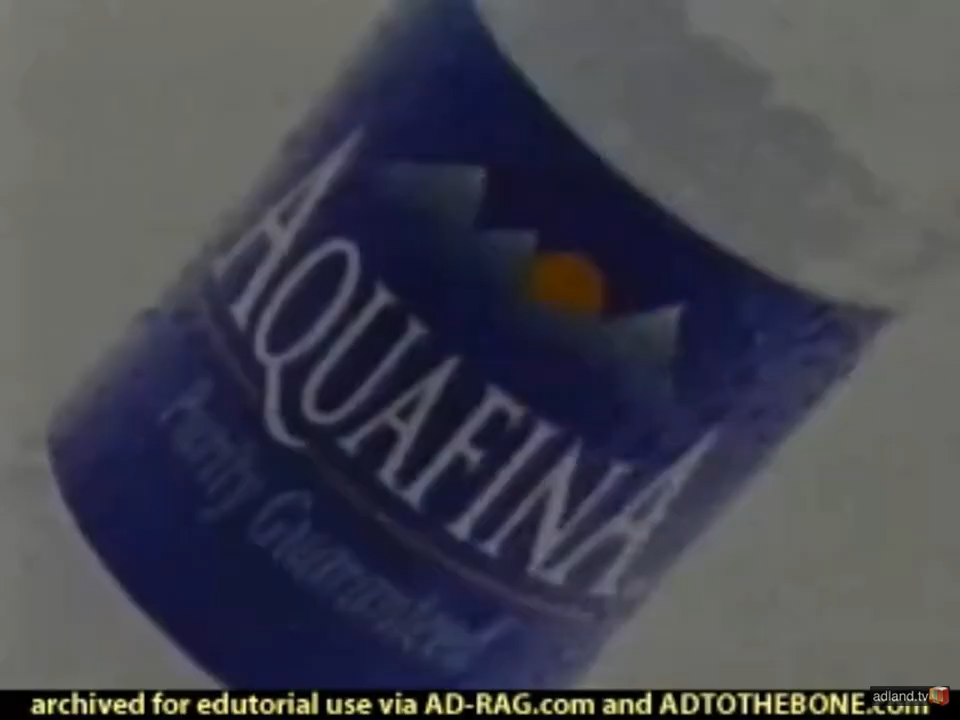 AQUAFINA
Purity Guaranteed
archived for edutorial use via AD-RAG.com and ADTOTHEBONE.com
adland.tv